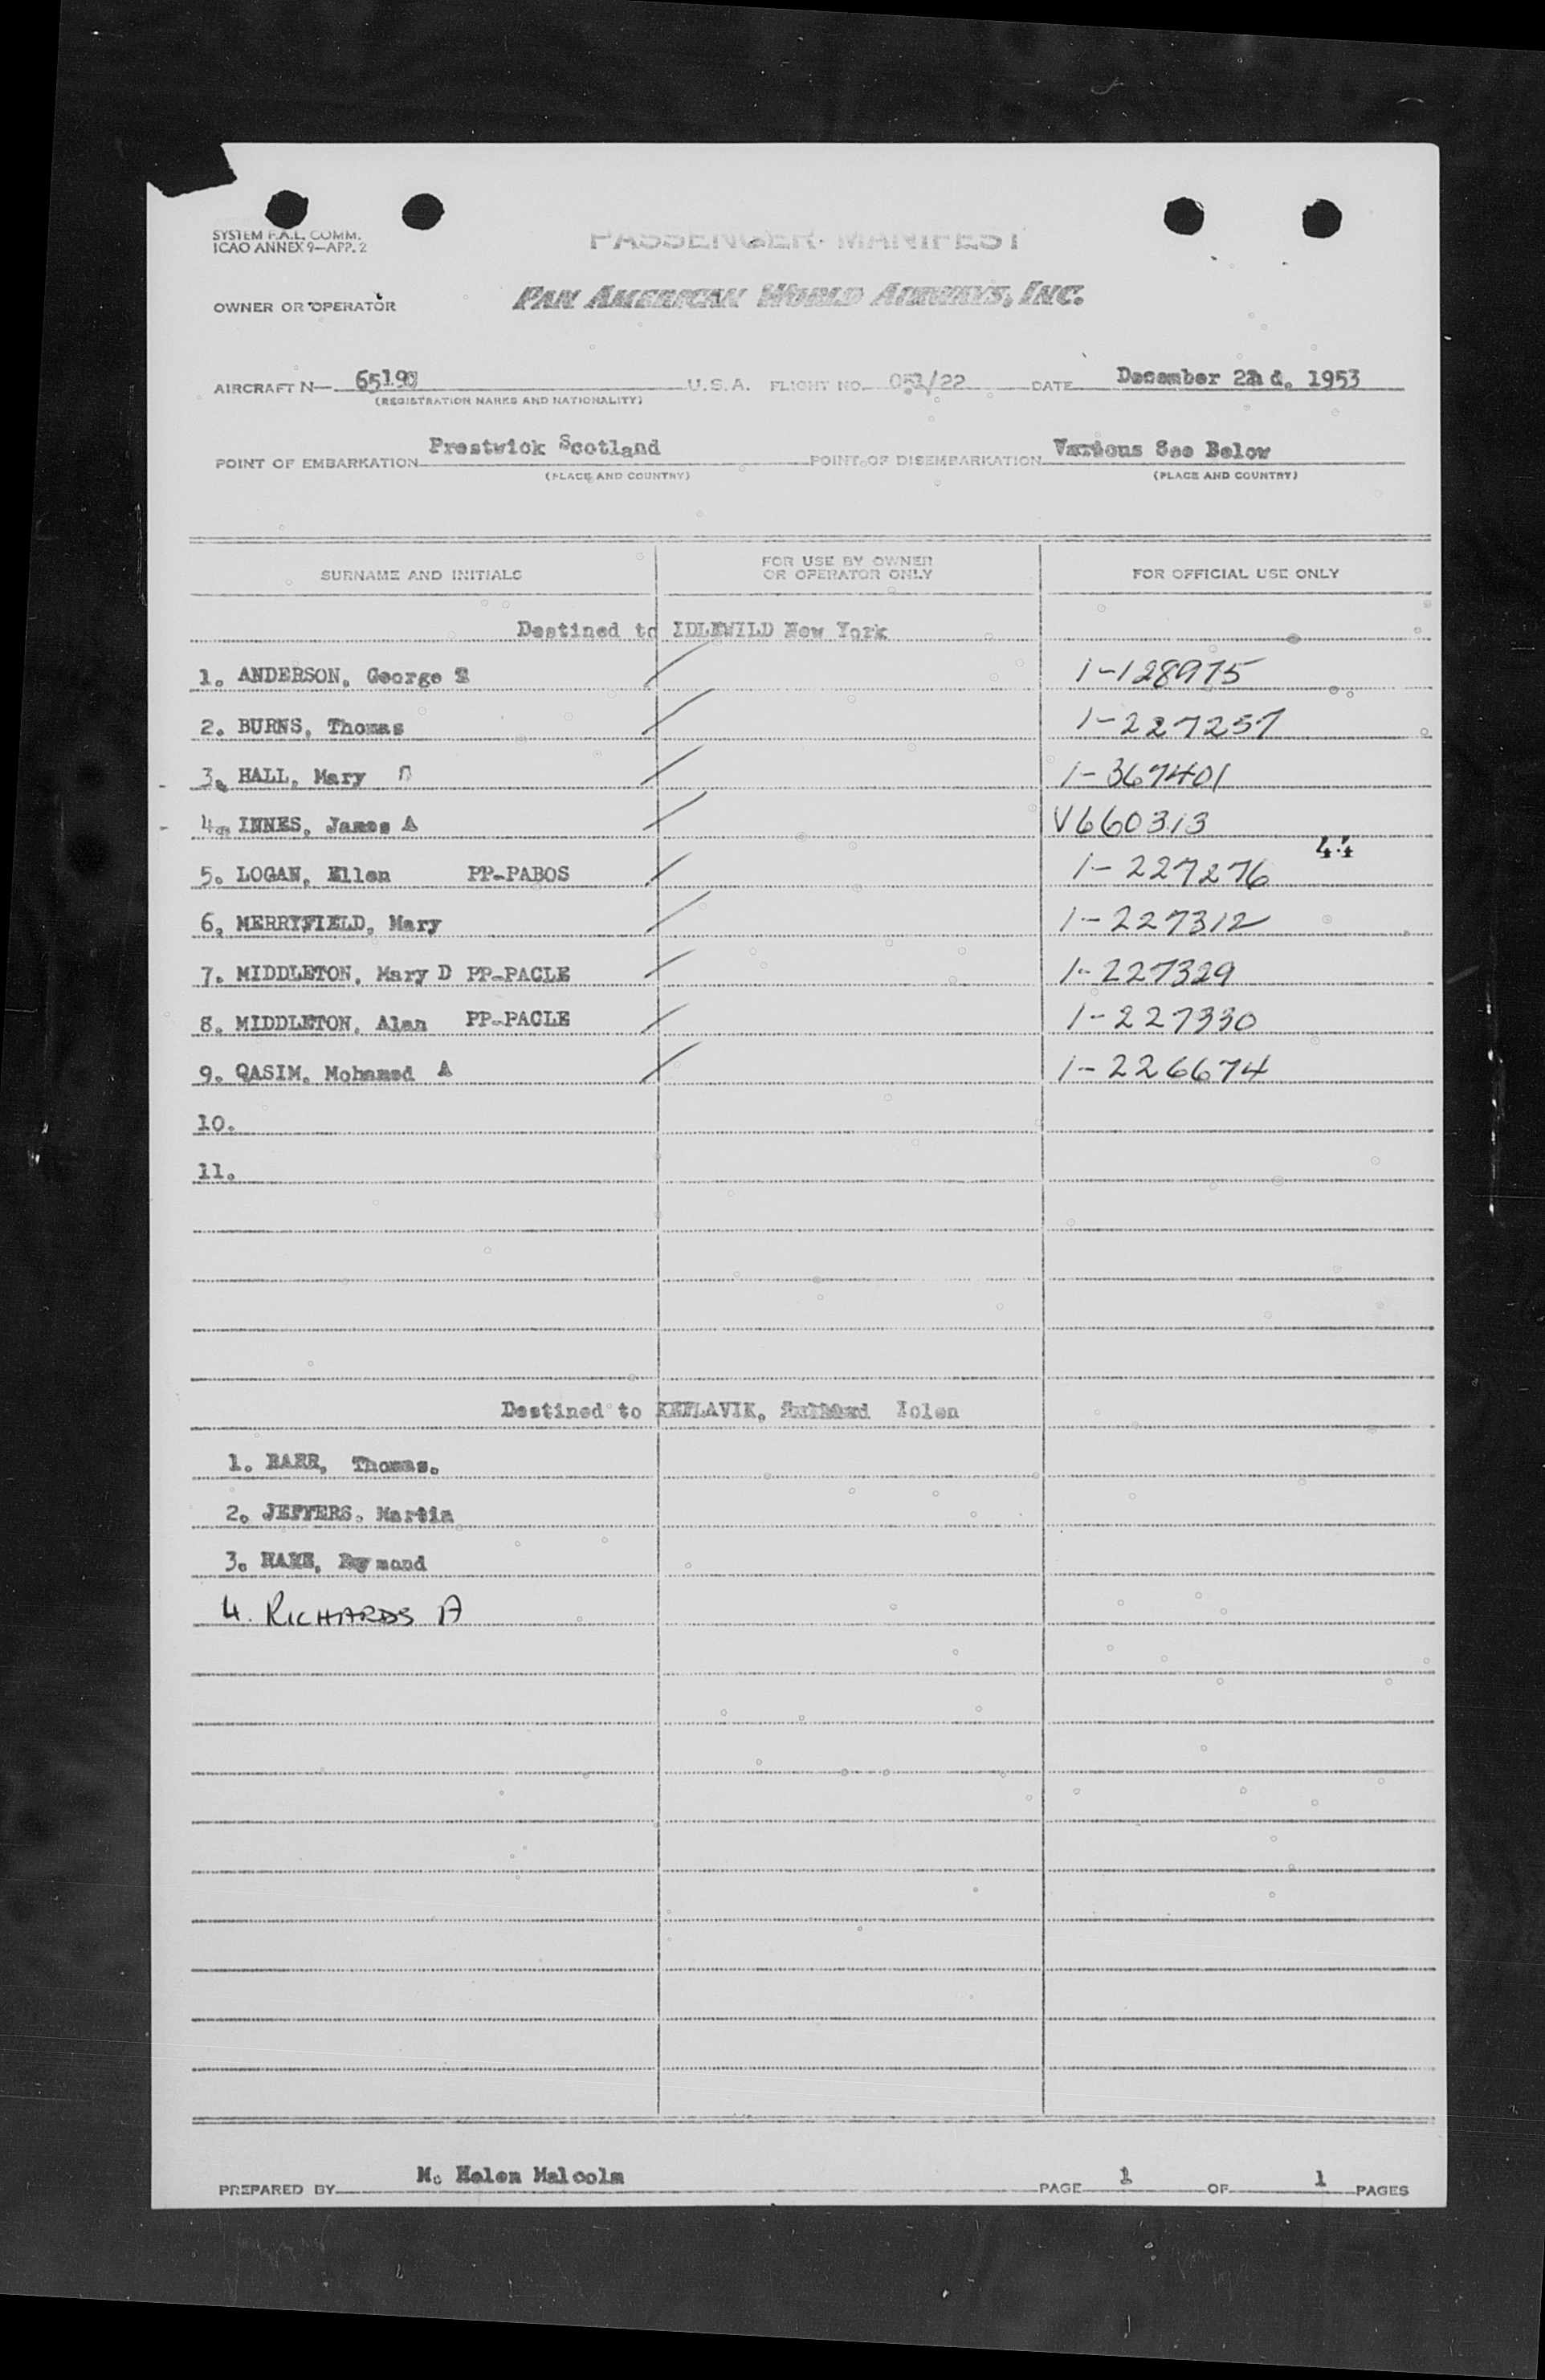 SYSTEM F.A.L. COMM.
ICAO ANNEX 9—APP. 2
PASSENGER MANIFEST
OWNER OR OPERATOR
PAN AMERICAN WORLD AIRWAYS, INC.
AIRCRAFT N— 65190 U.S.A. FLIGHT NO. 051/22 DATE December 22nd. 1953
(REGISTRATION MARKS AND NATIONALITY)
POINT OF EMBARKATION Prestwick Scotland POINT OF DISEMBARKATION Various See Below
(PLACE AND COUNTRY) (PLACE AND COUNTRY)
SURNAME AND INITIALS FOR USE BY OWNER OR OPERATOR ONLY FOR OFFICIAL USE ONLY
Destined to IDLEWILD New York
1. ANDERSON, George 1-128975
2. BURNS, Thomas 1-227257
3. HALL, Mary 1-367401
4. INNES, James A V660313
44
5. LOGAN, Ellen PP-PABOS 1-227276
6. MERRYFIELD, Mary 1-227312
7. MIDDLETON, Mary D PP-PACLE 1-227329
8. MIDDLETON, Alan PP-PACLE 1-227330
9. QASIM, Mohamed A 1-226674
10.
11.
Destined to KEFLAVIK, Icelen
1. Thomas.
2. JEFFERS, Martin
3. Raymond
4. RICHARDS A
PREPARED BY M. Helen Malcolm PAGE 1 OF 1 PAGES